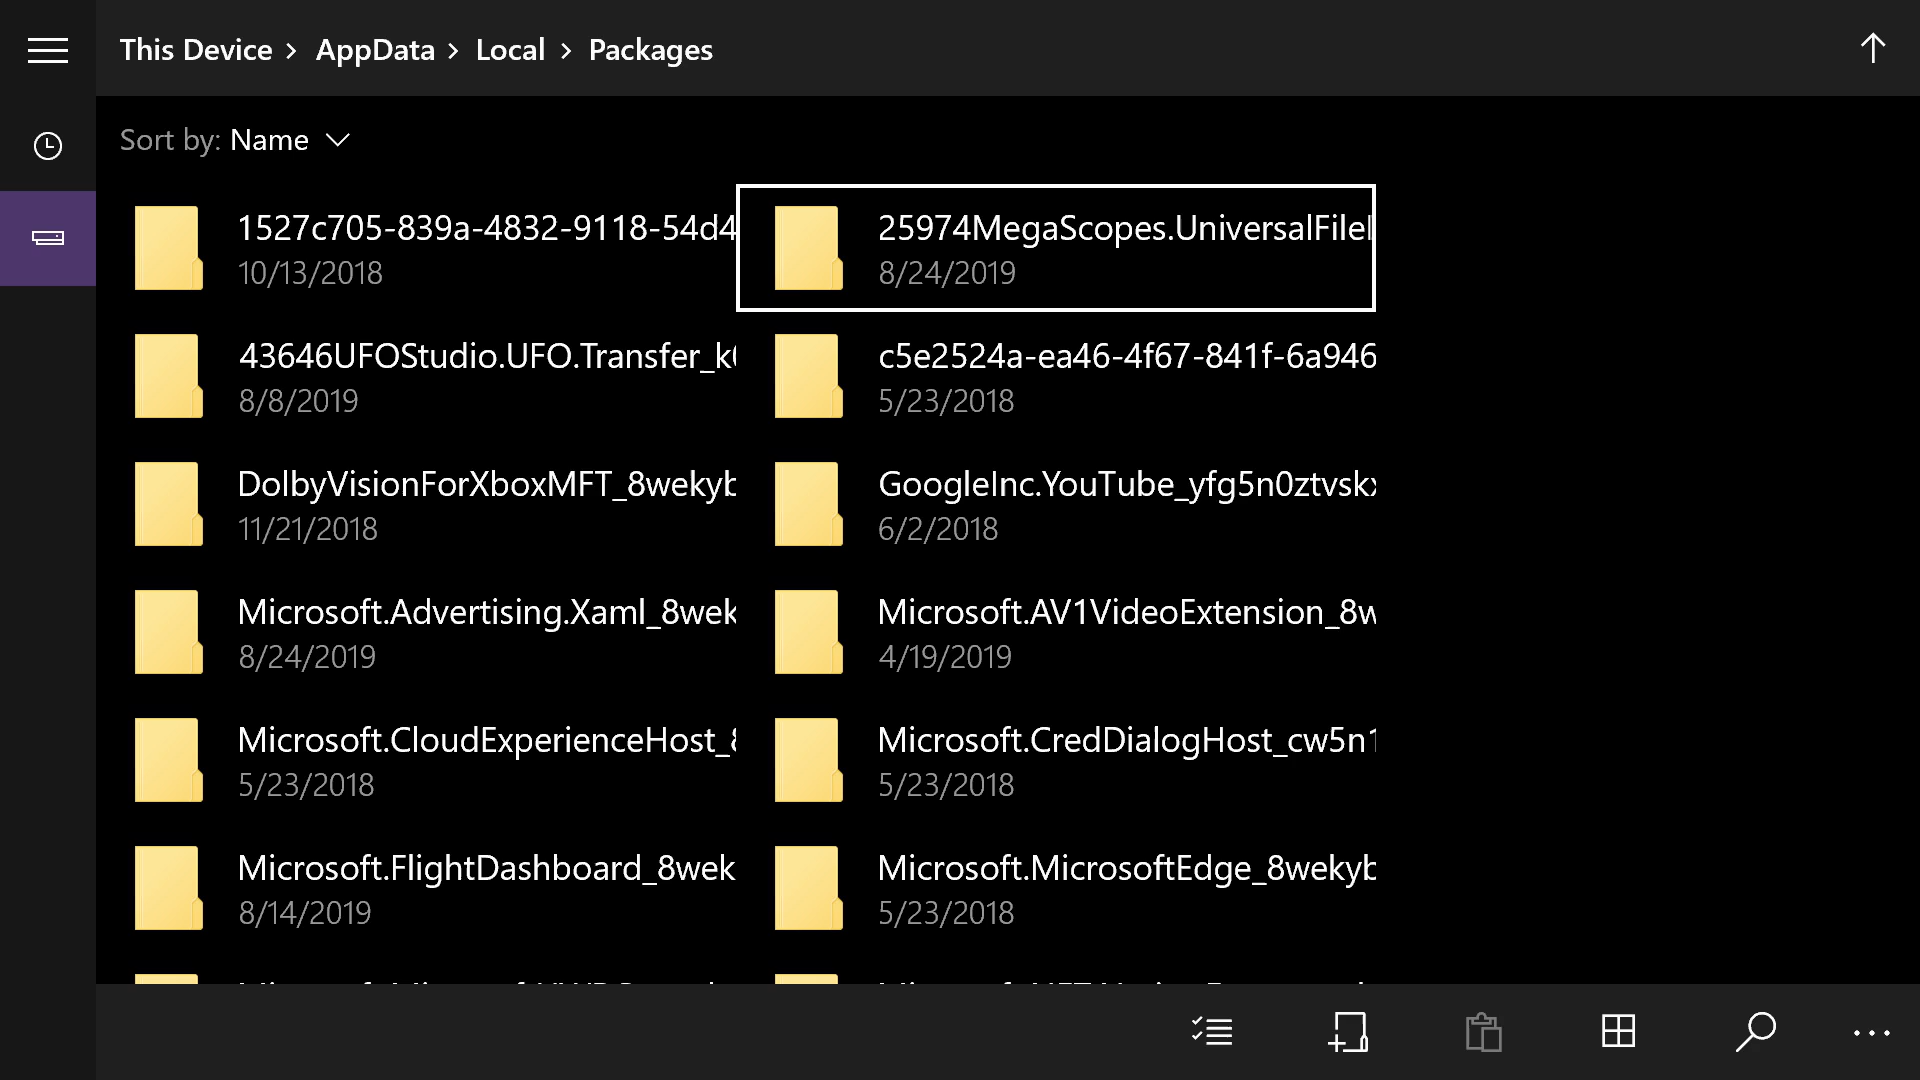 This Device > AppData > Local > Packages
Sort by: Name
1527c705-839a-4832-9118-54d4
10/13/2018
25974MegaScopes.UniversalFile
8/24/2019
43646UFOStudio.UFO.Transfer_k
8/8/2019
c5e2524a-ea46-4f67-841f-6a946
5/23/2018
DolbyVisionForXboxMFT_8wekyb
11/21/2018
GoogleInc.YouTube_yfg5n0ztvskx
6/2/2018
Microsoft.Advertising.Xaml_8wek
8/24/2019
Microsoft.AV1VideoExtension_8w
4/19/2019
Microsoft.CloudExperienceHost_8
5/23/2018
Microsoft.CredDialogHost_cw5n1
5/23/2018
Microsoft.FlightDashboard_8wek
8/14/2019
Microsoft.MicrosoftEdge_8wekyb
5/23/2018